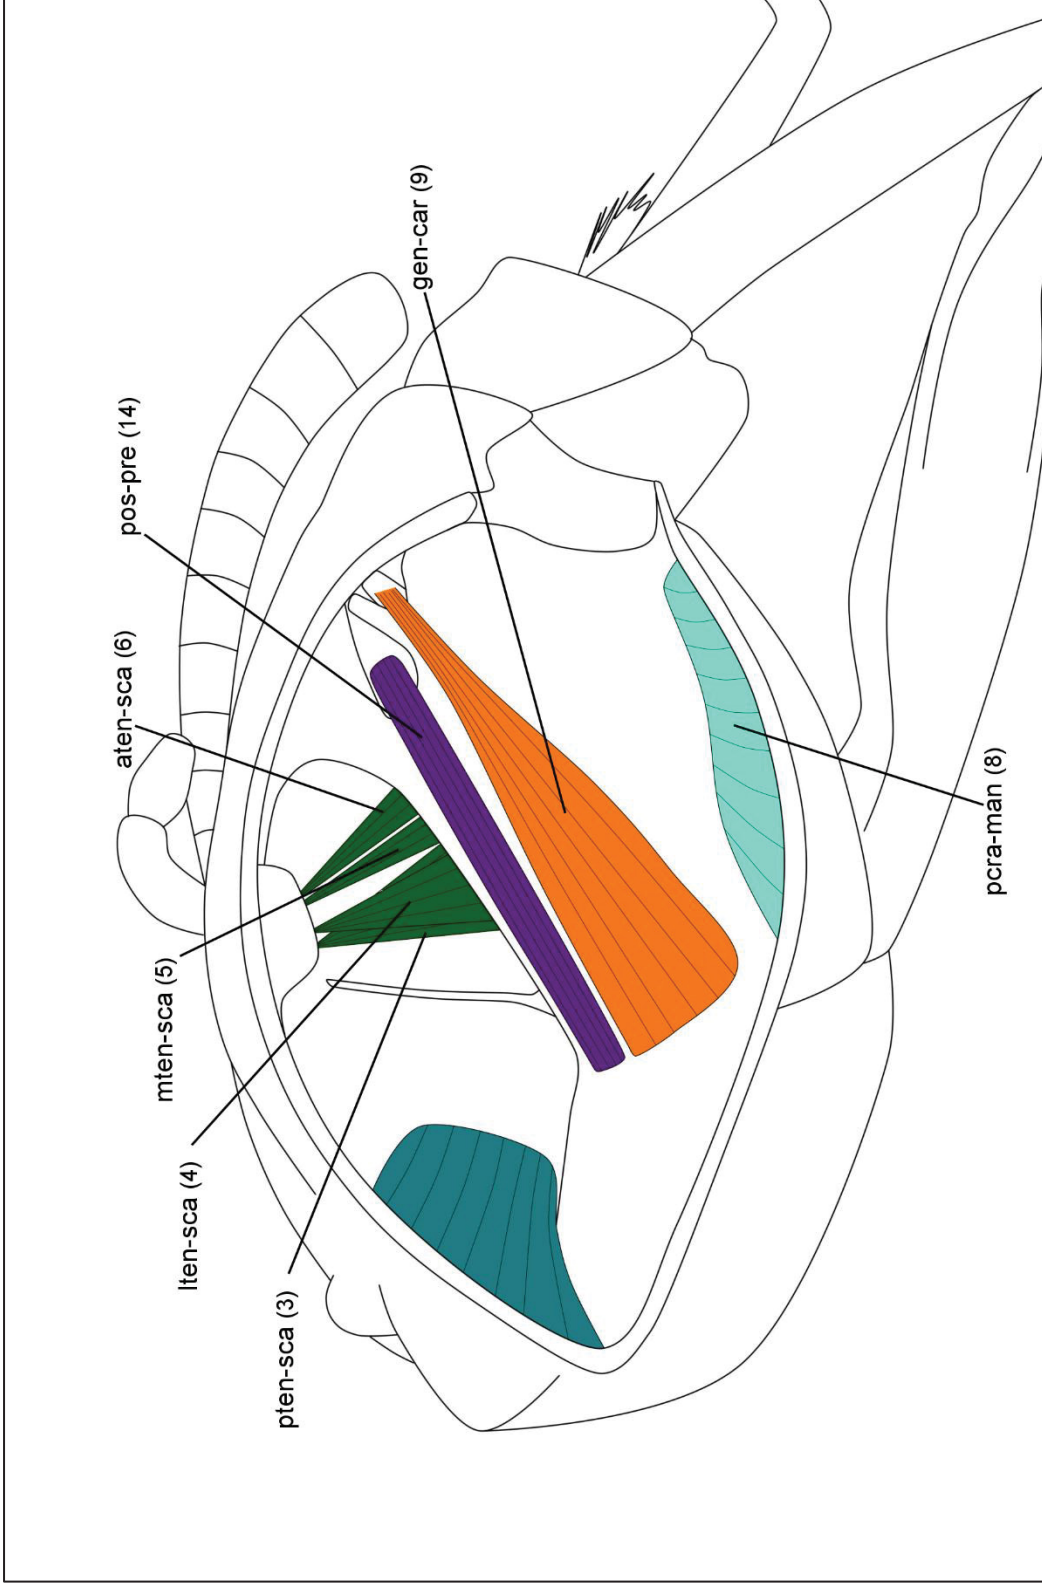 pten-sca (3)
lten-sca (4)
mten-sca (5)
aten-sca (6)
pos-pre (14)
gen-car (9)
pcra-man (8)